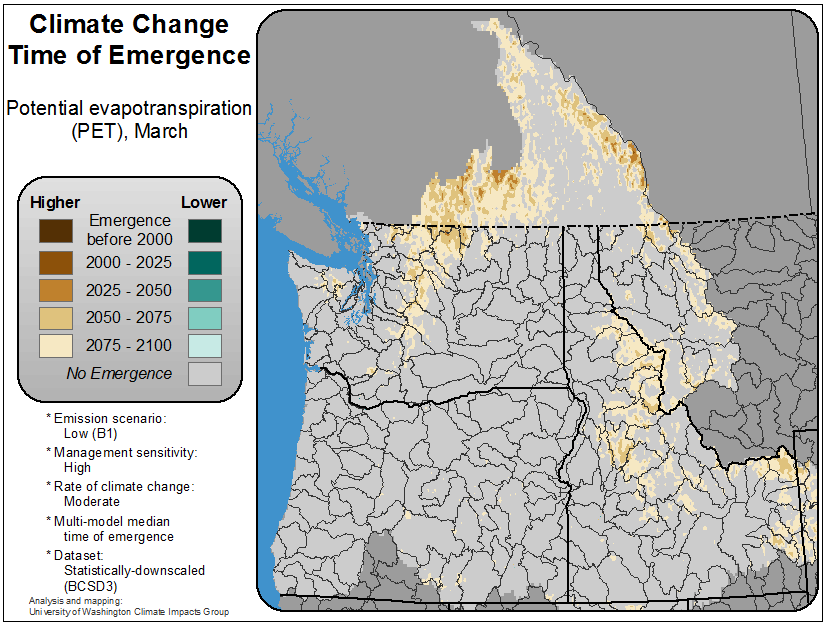 Climate Change
Time of Emergence
Potential evapotranspiration
(PET), March
Higher
Lower
Emergence
before 2000
2000 - 2025
2025 - 2050
2050 - 2075
2075 - 2100
No Emergence
* Emission scenario:
Low (B1)
* Management sensitivity:
High
* Rate of climate change:
Moderate
* Multi-model median
time of emergence
* Dataset:
Statistically-downscaled
(BCSD3)
Analysis and mapping:
University of Washington Climate Impacts Group